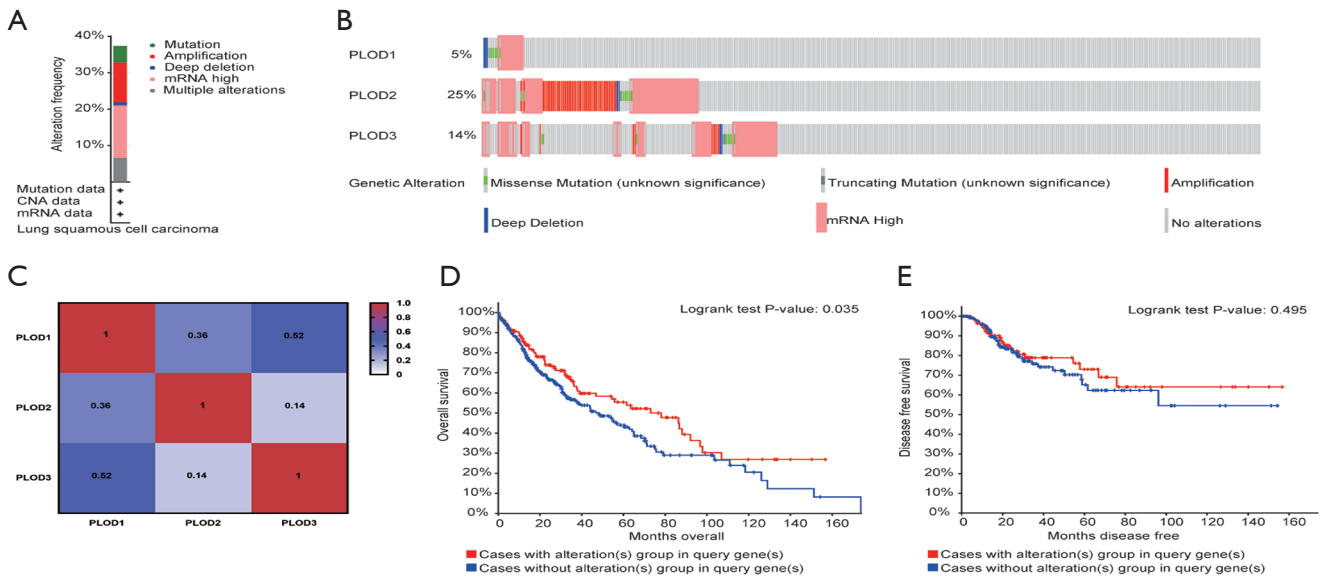 A
40%
30%
20%
10%
Alteration frequency
Mutation
Amplification
Deep deletion
mRNA high
Multiple alterations
Mutation data +
CNA data +
mRNA data +
Lung squamous cell carcinoma
B
PLOD1 5%
PLOD2 25%
PLOD3 14%
Genetic Alteration Missense Mutation (unknown significance) Truncating Mutation (unknown significance) Amplification
Deep Deletion mRNA High No alterations
C
PLOD1 1 0.36 0.52
PLOD2 0.36 1 0.14
PLOD3 0.52 0.14 1
PLOD1 PLOD2 PLOD3
1.0
0.8
0.6
0.4
0.2
0
D
Logrank test P-value: 0.035
100%
90%
80%
70%
60%
50%
40%
30%
20%
10%
0%
Overall survival
0 20 40 60 80 100 120 140 160
Months overall
Cases with alteration(s) group in query gene(s)
Cases without alteration(s) group in query gene(s)
E
Logrank test P-value: 0.495
100%
90%
80%
70%
60%
50%
40%
30%
20%
10%
0%
Disease free survival
0 20 40 60 80 100 120 140 160
Months disease free
Cases with alteration(s) group in query gene(s)
Cases without alteration(s) group in query gene(s)